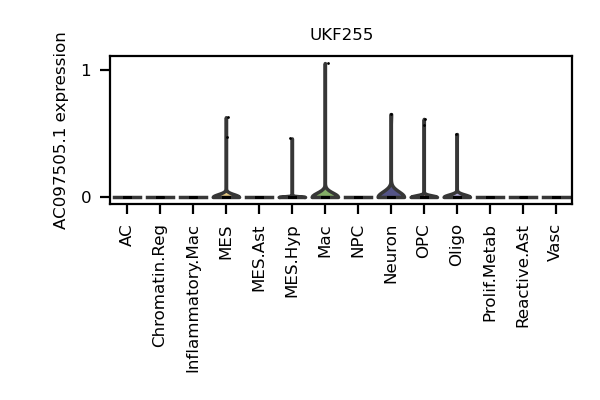 UKF255
AC097505.1 expression
1
0
AC
Chromatin.Reg
Inflammatory.Mac
MES
MES.Ast
MES.Hyp
Mac
NPC
Neuron
OPC
Oligo
Prolif.Metab
Reactive.Ast
Vasc